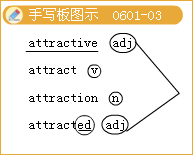 手写板图示 0601-03
attractive adj
attract v
attraction n
attracted adj